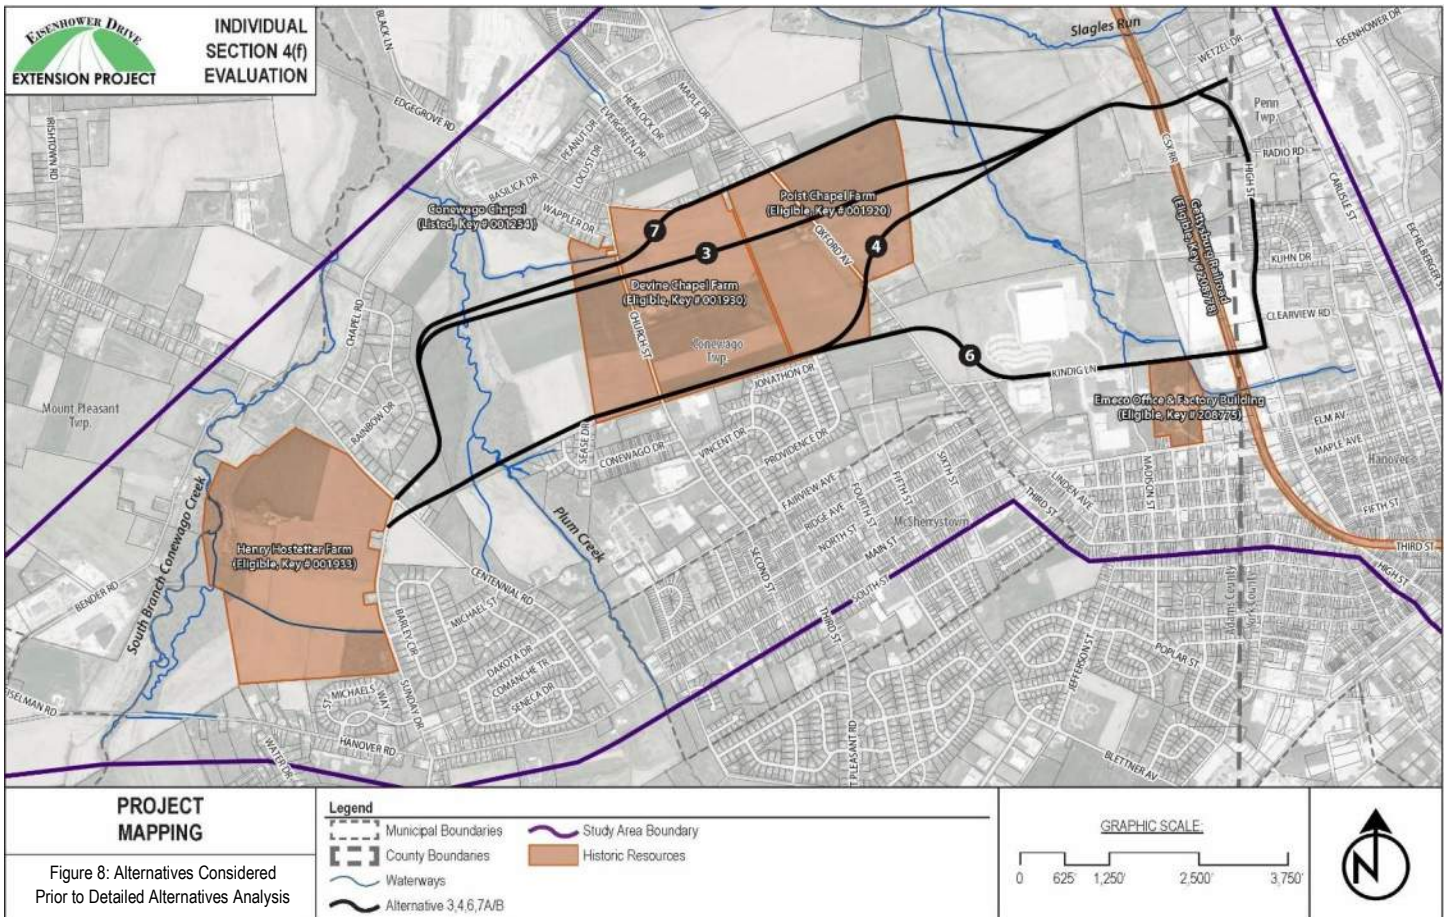 EISENHOWER DRIVE
EXTENSION PROJECT
INDIVIDUAL
SECTION 4(f)
EVALUATION
BLACK LN
Slagles Run
WETZEL DR
EISENHOWER DR
IRISHTOWN RD
EDGEGROVE RD
MAPLE DR
HEMLOCK DR
EVERGREEN DR
PEANUT DR
LOCUST DR
BASILICA DR
WAPPLER DR
Penn
Twp.
RADIO RD
CSX RR
HIGH ST
CARLISLE ST
EICHELBERGER ST
Conewago Chapel
(Listed, Key # 001254)
Poist Chapel Farm
(Eligible, Key # 001920)
OXFORD AV
7
3
4
Gettysburg Railroad
(Eligible, Key # 208778)
KUHN DR
Devine Chapel Farm
(Eligible, Key # 001930)
CHURCH ST
Conewago
Twp.
CLEARVIEW RD
CHAPEL RD
6
KINDIG LN
JONATHON DR
Mount Pleasant
Twp.
RAINBOW DR
Emeco Office & Factory Building
(Eligible, Key # 208775)
ELM AV
MAPLE AVE
Hanover
SEASE DR
CONEWAGO DR
VINCENT DR
PROVIDENCE DR
FAIRVIEW AVE
RIDGE AVE
NORTH ST
MAIN ST
FOURTH ST
FIFTH ST
SIXTH ST
LINDEN AVE
THIRD ST
MADISON ST
FIFTH ST
McSherrystown
South Branch Conewago Creek
Plum Creek
Henry Hostetter Farm
(Eligible, Key # 001933)
THIRD ST
HIGH ST
BENDER RD
CENTENNIAL RD
MICHAEL ST
BARLEY CIR
SECOND ST
SOUTH ST
THIRD ST
Adams County
York County
DAKOTA DR
COMANCHE TR
SENECA DR
JEFFERSON ST
POPLAR ST
ST MICHAELS WAY
SUNDAY DR
EISELMAN RD
HANOVER RD
WATER DR
T PLEASANT RD
BLETTNER AV
PROJECT
MAPPING
Figure 8: Alternatives Considered
Prior to Detailed Alternatives Analysis
Legend
Municipal Boundaries
County Boundaries
Waterways
Alternative 3,4,6,7A/B
Study Area Boundary
Historic Resources
GRAPHIC SCALE:
0 625' 1,250' 2,500' 3,750'
N